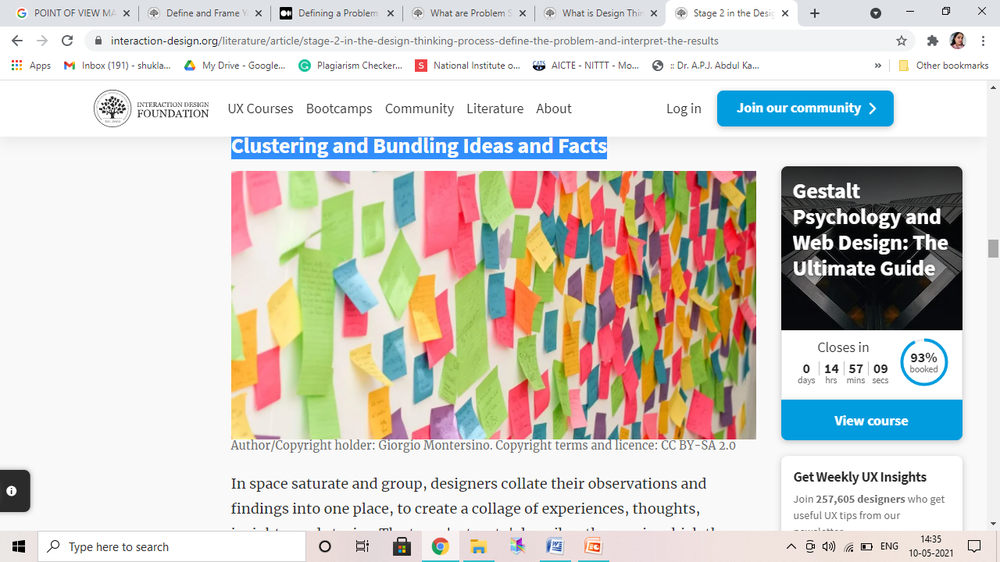 POINT OF VIEW MA
Define and Frame Y
Defining a Problem
What are Problem S
What is Design Thin
Stage 2 in the Desig
interaction-design.org/literature/article/stage-2-in-the-design-thinking-process-define-the-problem-and-interpret-the-results
Apps
Inbox (191) - shukla...
My Drive - Google...
Plagiarism Checker...
National Institute o...
AICTE - NITTT - Mo...
:: Dr. A.P.J. Abdul Ka...
»
Other bookmarks
INTERACTION DESIGN
FOUNDATION
UX Courses
Bootcamps
Community
Literature
About
Log in
Join our community
Clustering and Bundling Ideas and Facts
Author/Copyright holder: Giorgio Montersino. Copyright terms and licence: CC BY-SA 2.0
In space saturate and group, designers collate their observations and
findings into one place, to create a collage of experiences, thoughts,
Gestalt
Psychology and
Web Design: The
Ultimate Guide
Closes in
0 14 57 09
days hrs mins secs
93%
booked
View course
Get Weekly UX Insights
Join 257,605 designers who get
useful UX tips from our
Type here to search
ENG
14:35
10-05-2021